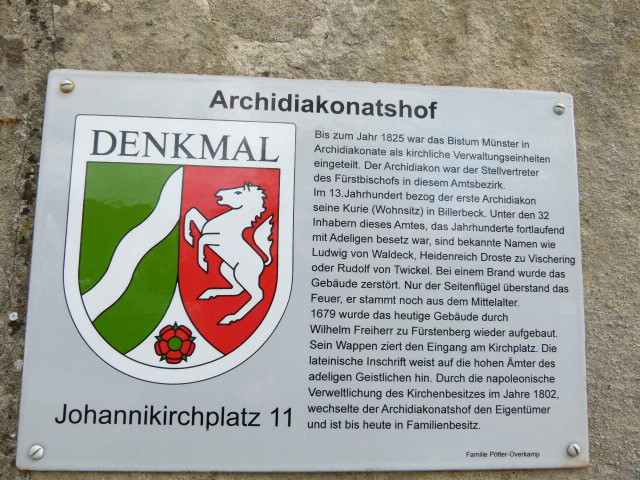 Archidiakonatshof
DENKMAL
Johannikirchplatz 11
Bis zum Jahr 1825 war das Bistum Münster in
Archidiakonate als kirchliche Verwaltungseinheiten
eingeteilt. Der Archidiakon war der Stellvertreter
des Fürstbischofs in diesem Amtsbezirk.
Im 13.Jahrhundert bezog der erste Archidiakon
seine Kurie (Wohnsitz) in Billerbeck. Unter den 32
Inhabern dieses Amtes, das Jahrhunderte fortlaufend
mit Adeligen besetz war, sind bekannte Namen wie
Ludwig von Waldeck, Heidenreich Droste zu Vischering
oder Rudolf von Twickel. Bei einem Brand wurde das
Gebäude zerstört. Nur der Seitenflügel überstand das
Feuer, er stammt noch aus dem Mittelalter.
1679 wurde das heutige Gebäude durch
Wilhelm Freiherr zu Fürstenberg wieder aufgebaut.
Sein Wappen ziert den Eingang am Kirchplatz. Die
lateinische Inschrift weist auf die hohen Ämter des
adeligen Geistlichen hin. Durch die napoleonische
Verweltlichung des Kirchenbesitzes im Jahre 1802,
wechselte der Archidiakonatshof den Eigentümer
und ist bis heute in Familienbesitz.
Familie Pötter-Overkamp